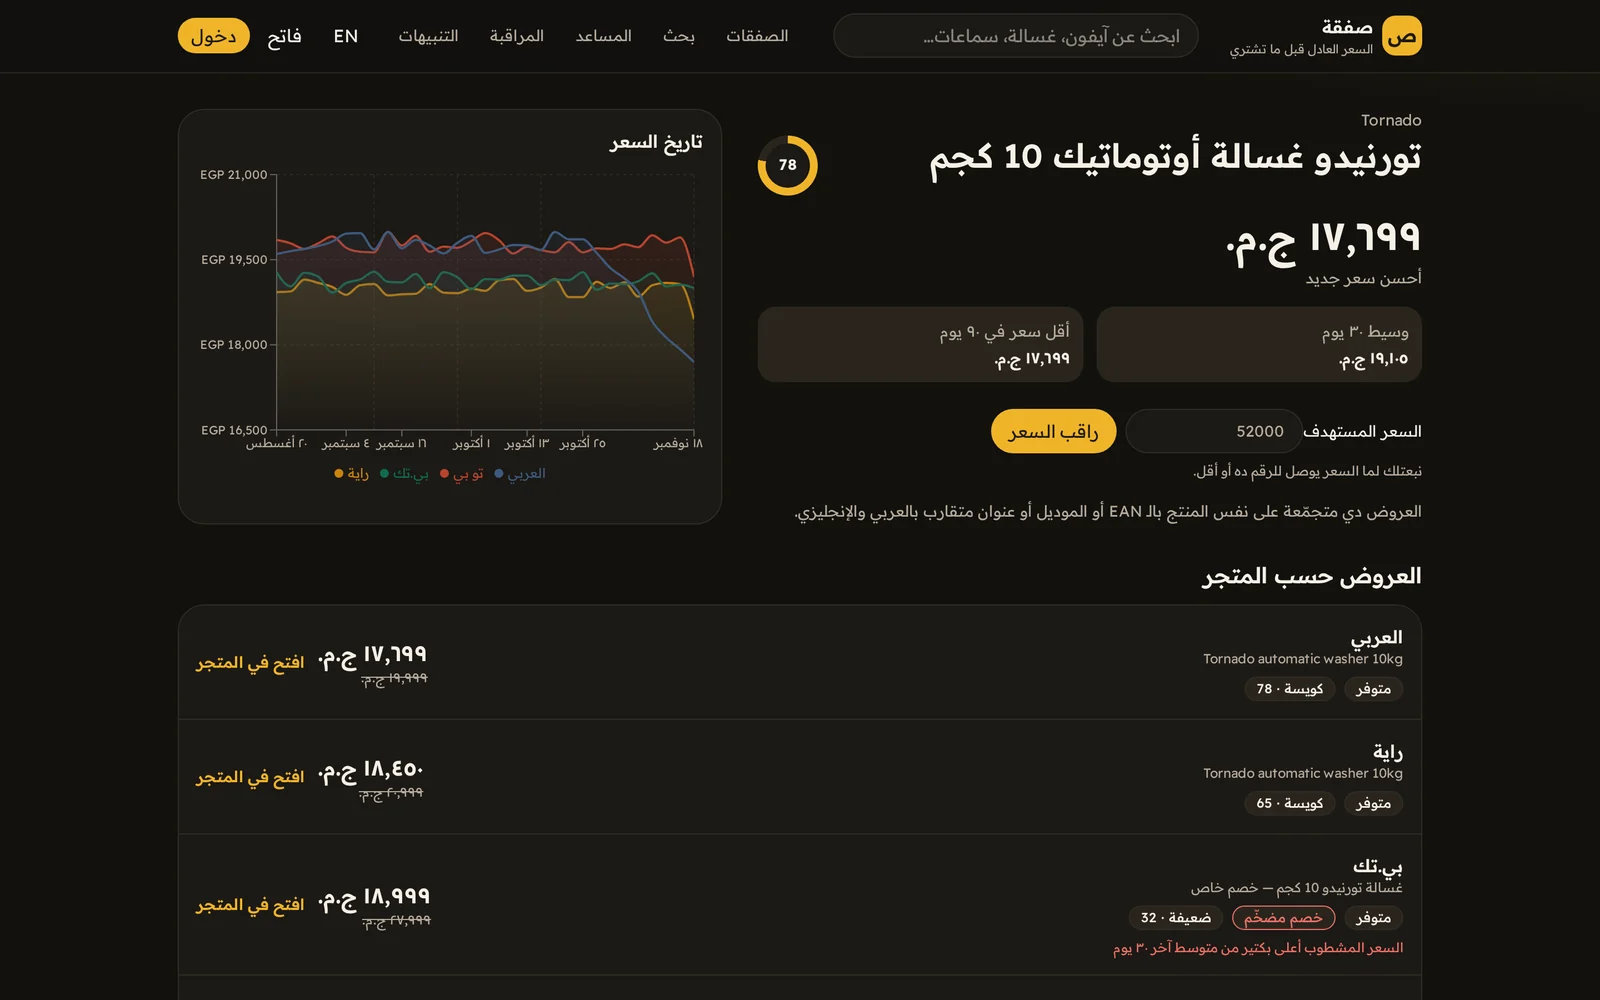 ص
صفقة
السعر العادل قبل ما تشتري
ابحث عن آيفون، غسالة، سماعات...
الصفقات
بحث
المساعد
المراقبة
التنبيهات
EN
فاتح
دخول
Tornado
تورنيدو غسالة أوتوماتيك 10 كجم
78
١٧,٦٩٩ ج.م.
أحسن سعر جديد
وسيط ٣٠ يوم
١٩,١٠٥ ج.م.
أقل سعر في ٩٠ يوم
١٧,٦٩٩ ج.م.
السعر المستهدف
52000
راقب السعر
نبعتلك لما السعر يوصل للرقم ده أو أقل.
العروض دي متجمّعة على نفس المنتج بالـ EAN أو الموديل أو عنوان متقارب بالعربي والإنجليزي.
تاريخ السعر
EGP 21,000
EGP 19,500
EGP 18,000
EGP 16,500
٢٠ أغسطس
٤ سبتمبر
١٦ سبتمبر
١ أكتوبر
١٣ أكتوبر
٢٥ أكتوبر
١٨ نوفمبر
العربي
تو بي
بي.تك
راية
العروض حسب المتجر
العربي
Tornado automatic washer 10kg
متوفر
كويسة · 78
١٧,٦٩٩ ج.م.
١٩,٩٩٩ ج.م.
افتح في المتجر
راية
Tornado automatic washer 10kg
متوفر
كويسة · 65
١٨,٤٥٠ ج.م.
٢٠,٩٩٩ ج.م.
افتح في المتجر
بي.تك
غسالة تورنيدو 10 كجم — خصم خاص
متوفر
خصم مضخّم
ضعيفة · 32
السعر المشطوب أعلى بكتير من متوسط آخر ٣٠ يوم
١٨,٩٩٩ ج.م.
٢٧,٩٩٩ ج.م.
افتح في المتجر